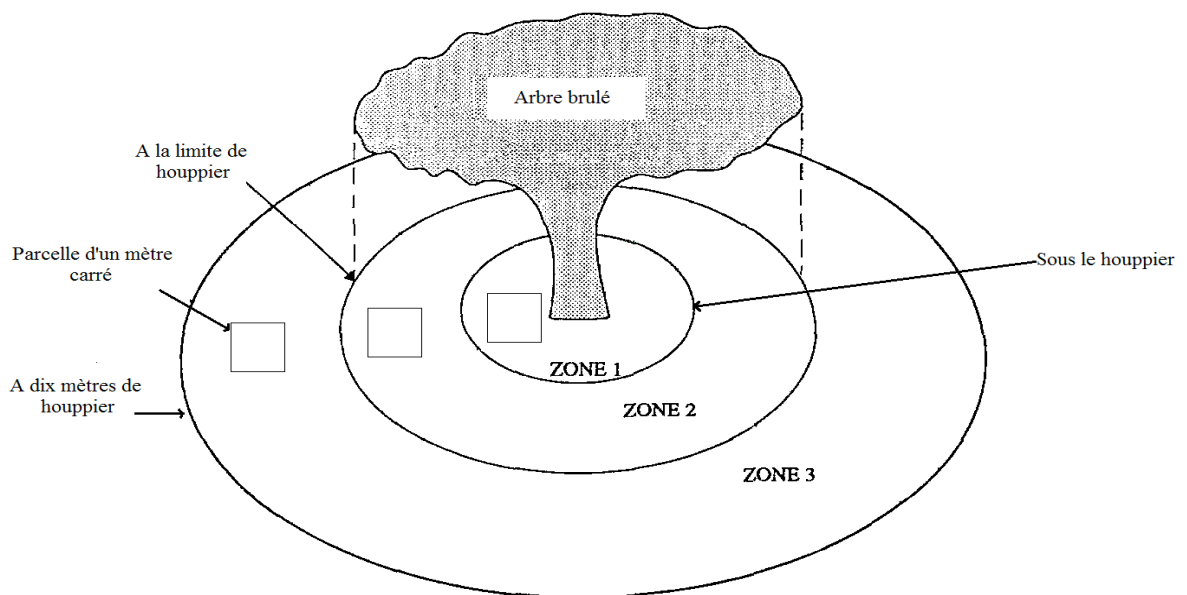 Arbre brulé
A la limite de
houppier
Parcelle d'un mètre
carré
Sous le houppier
ZONE 1
A dix mètres de
houppier
ZONE 2
ZONE 3